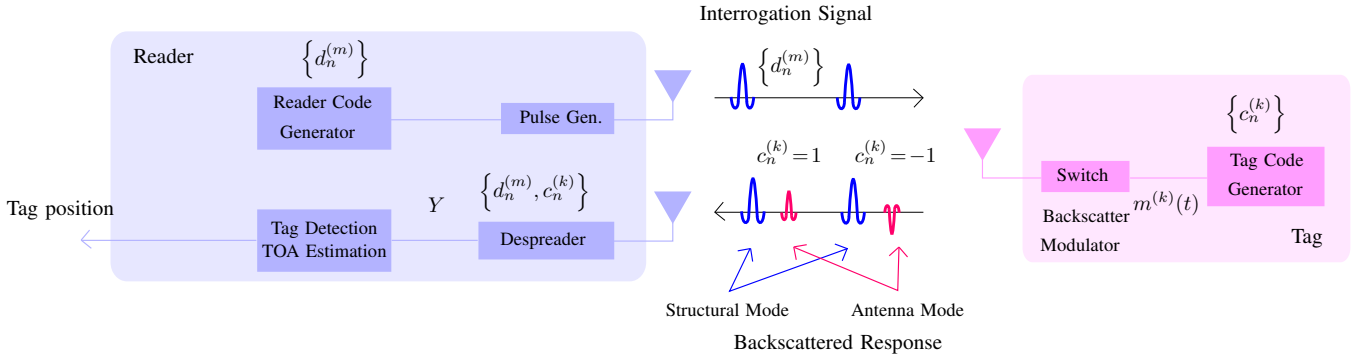 Interrogation Signal
Reader
{d_n^{(m)}}
Reader Code
Generator
Pulse Gen.
{d_n^{(m)}}
{c_n^{(k)}}
c_n^{(k)}=1
c_n^{(k)}=-1
Switch
Tag Code
Generator
m^{(k)}(t)
Backscatter
Modulator
Tag
Tag position
Y
{d_n^{(m)}, c_n^{(k)}}
Tag Detection
TOA Estimation
Despreader
Structural Mode
Antenna Mode
Backscattered Response